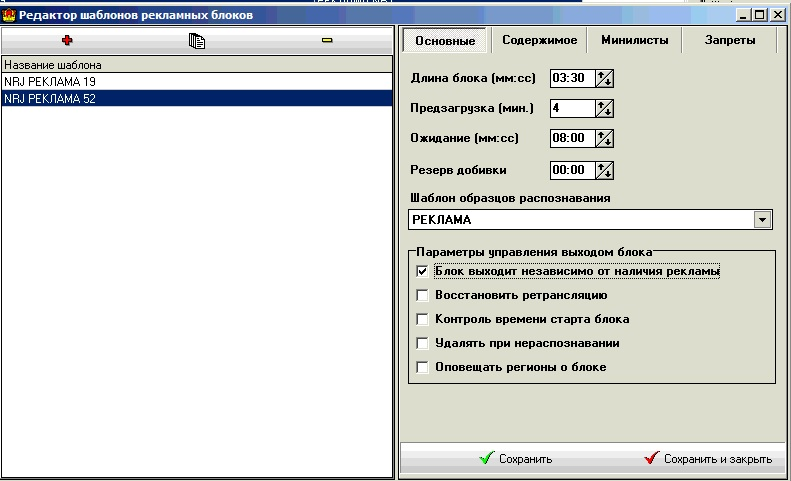 Редактор шаблонов рекламных блоков
Название шаблона
NRJ РЕКЛАМА 19
NRJ РЕКЛАМА 52
Основные
Содержимое
Минилисты
Запреты
Длина блока (мм:сс) 03:30
Предзагрузка (мин.) 4
Ожидание (мм:сс) 08:00
Резерв добивки 00:00
Шаблон образцов распознавания
РЕКЛАМА
Параметры управления выходом блока
Блок выходит независимо от наличия рекламы
Восстановить ретрансляцию
Контроль времени старта блока
Удалять при нераспознавании
Оповещать регионы о блоке
Сохранить
Сохранить и закрыть